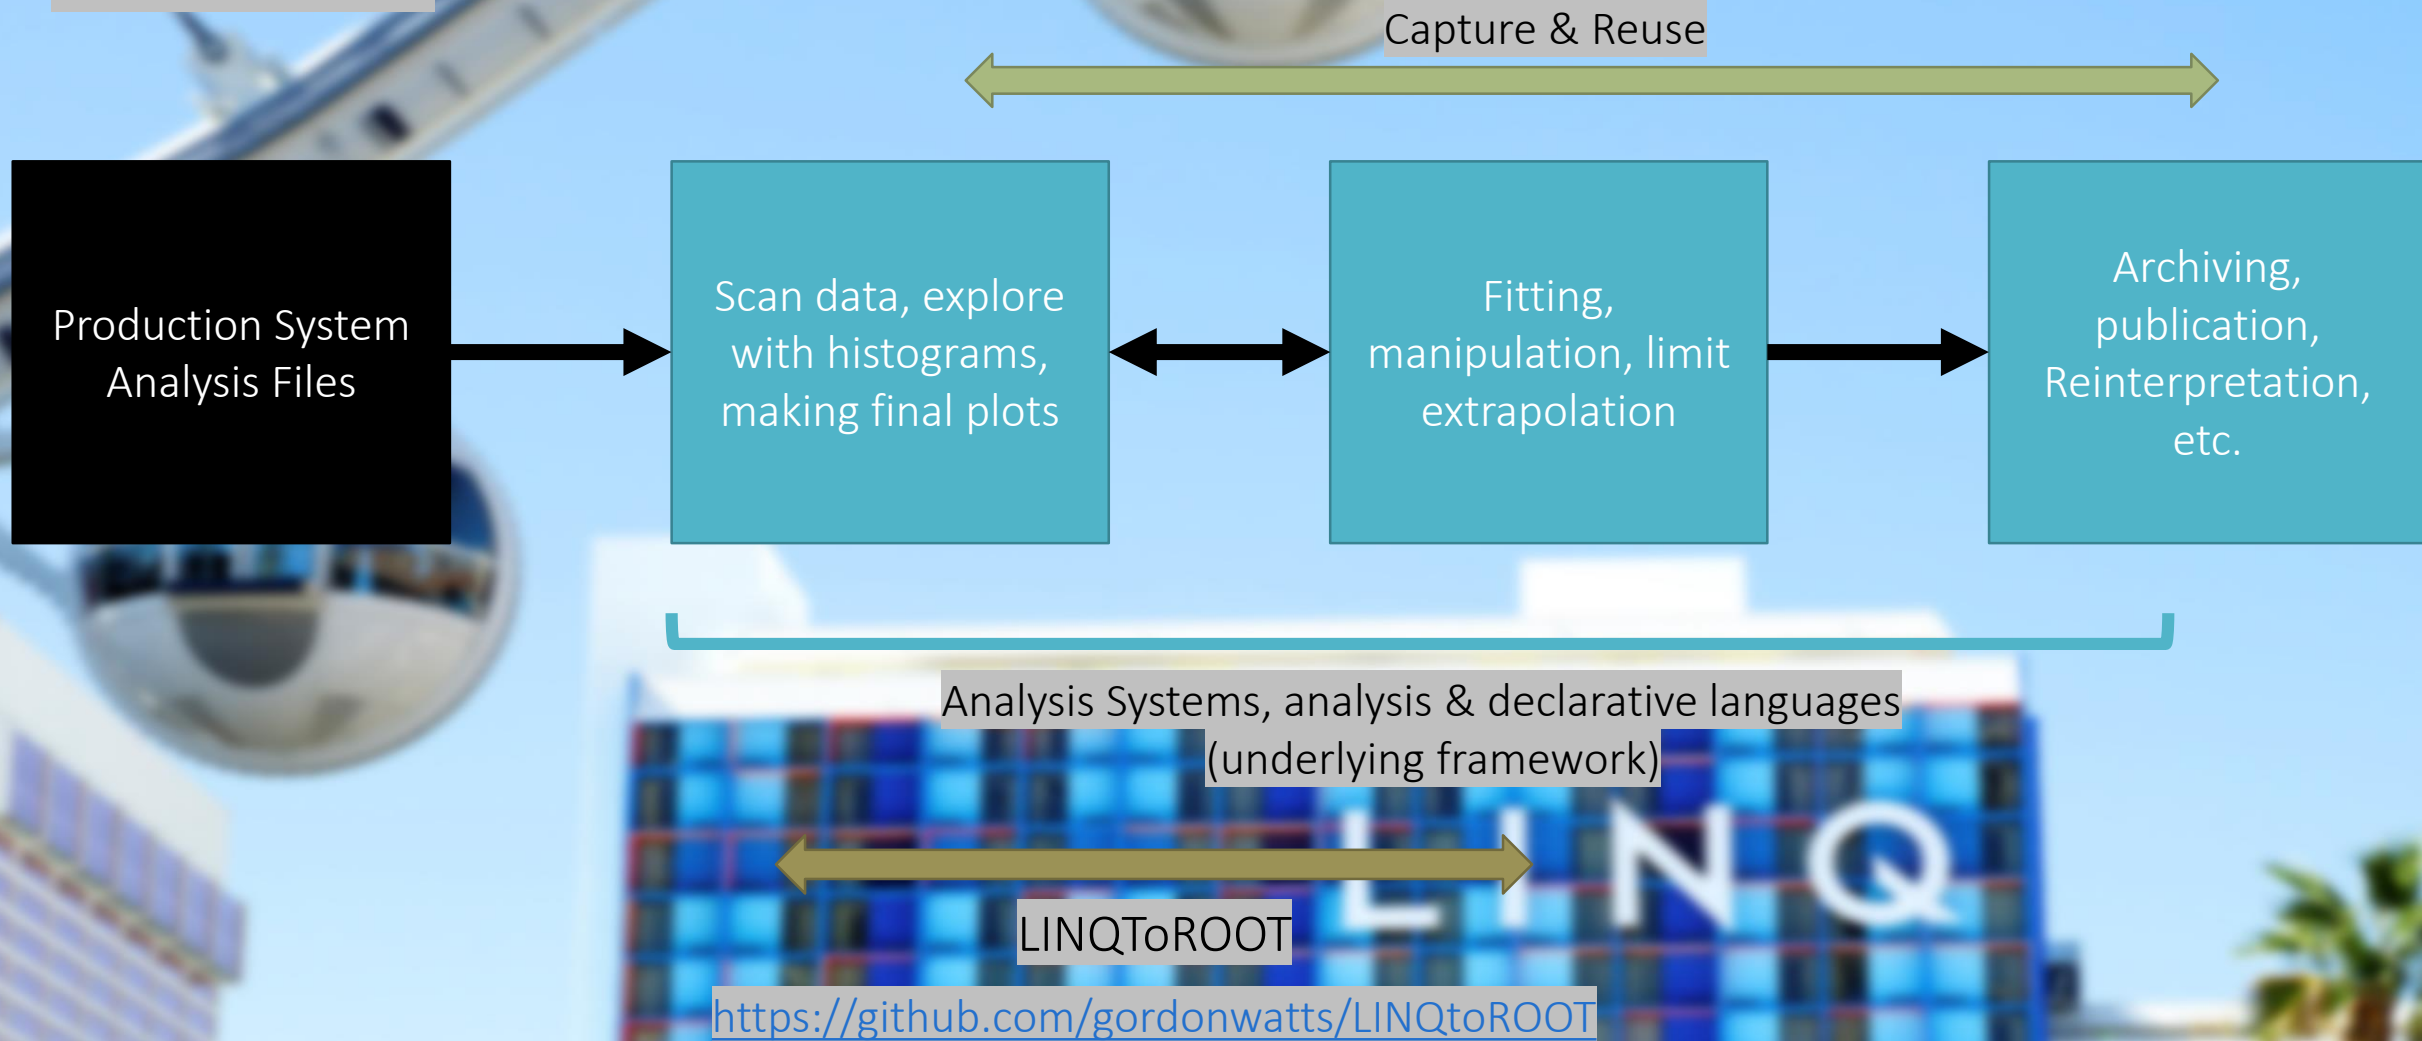 Capture & Reuse
Production System
Analysis Files
Scan data, explore
with histograms,
making final plots
Fitting,
manipulation, limit
extrapolation
Archiving,
publication,
Reinterpretation,
etc.
Analysis Systems, analysis & declarative languages
(underlying framework)
LINQ
LINQToROOT
https://github.com/gordonwatts/LINQtoROOT